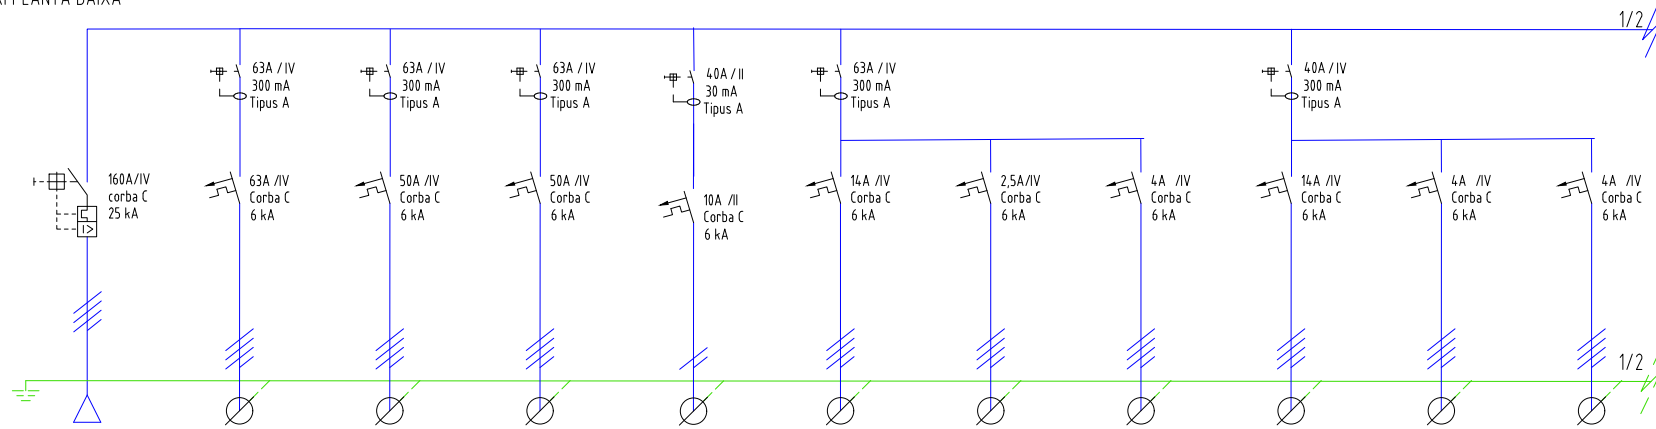 PLANTA BAIXA
1/2
63A /IV
300 mA
Tipus A
63A /IV
300 mA
Tipus A
63A /IV
300 mA
Tipus A
40A /II
30 mA
Tipus A
63A /IV
300 mA
Tipus A
40A /IV
300 mA
Tipus A
160A/IV
corba C
25 kA
63A /IV
Corba C
6 kA
50A /IV
Corba C
6 kA
50A /IV
Corba C
6 kA
10A /II
Corba C
6 kA
14A /IV
Corba C
6 kA
2,5A/IV
Corba C
6 kA
4A /IV
Corba C
6 kA
14A /IV
Corba C
6 kA
4A /IV
Corba C
6 kA
4A /IV
Corba C
6 kA
I>
1/2